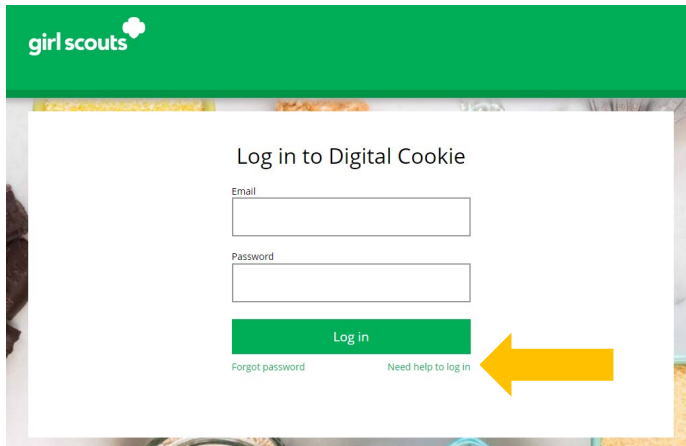 girl scouts
Log in to Digital Cookie
Email
Password
Log in
Forgot password Need help to log in